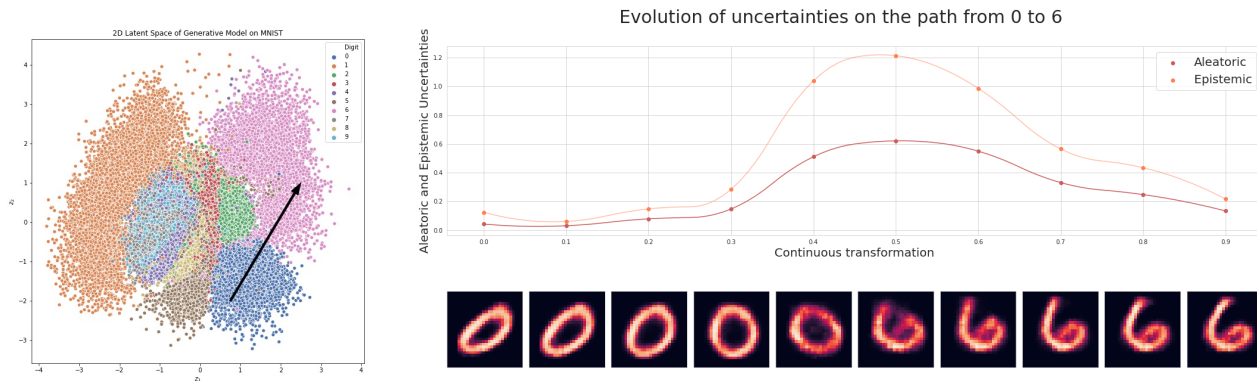 2D Latent Space of Generative Model on MNIST
Digit
0
1
2
3
4
5
6
7
8
9
4
3
2
1
0
−1
−2
−3
z₂
−4 −3 −2 −1 0 1 2 3 4
z₁
Evolution of uncertainties on the path from 0 to 6
Aleatoric and Epistemic Uncertainties
1.2
1.0
0.8
0.6
0.4
0.2
0.0
Aleatoric
Epistemic
0.0 0.1 0.2 0.3 0.4 0.5 0.6 0.7 0.8 0.9
Continuous transformation